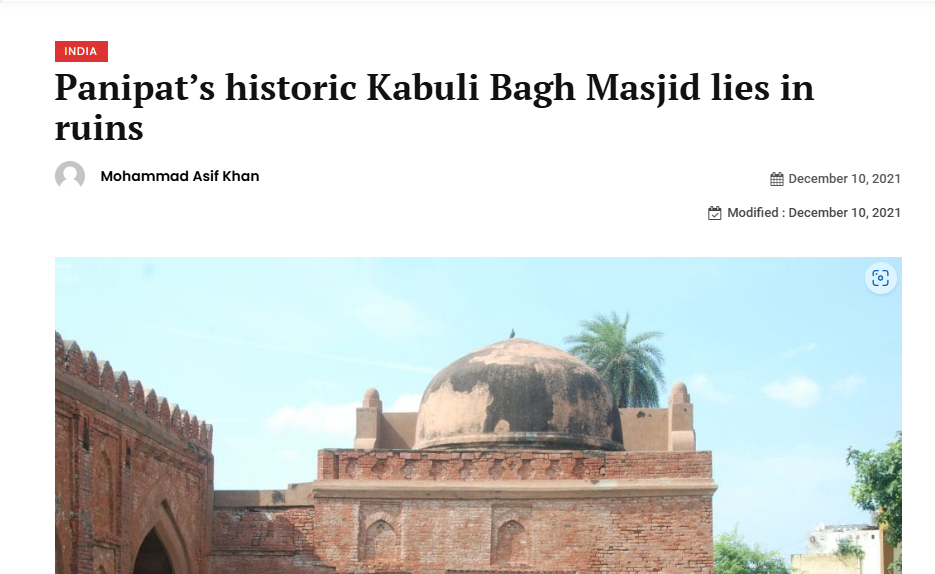 INDIA
Panipat’s historic Kabuli Bagh Masjid lies in
ruins
Mohammad Asif Khan
December 10, 2021
Modified : December 10, 2021